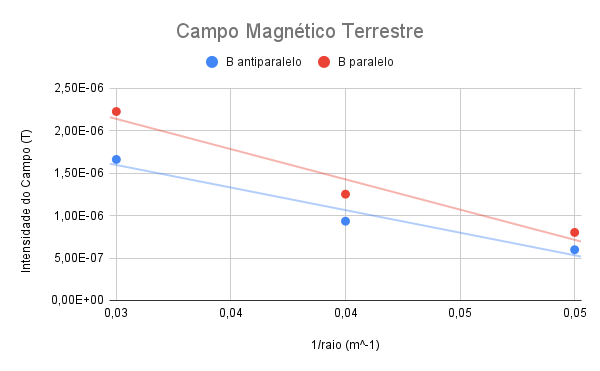 Campo Magnético Terrestre
B antiparalelo B paralelo
2,50E-06
2,00E-06
1,50E-06
1,00E-06
5,00E-07
0,00E+00
Intensidade do Campo (T)
0,03 0,04 0,04 0,05 0,05
1/raio (m^-1)